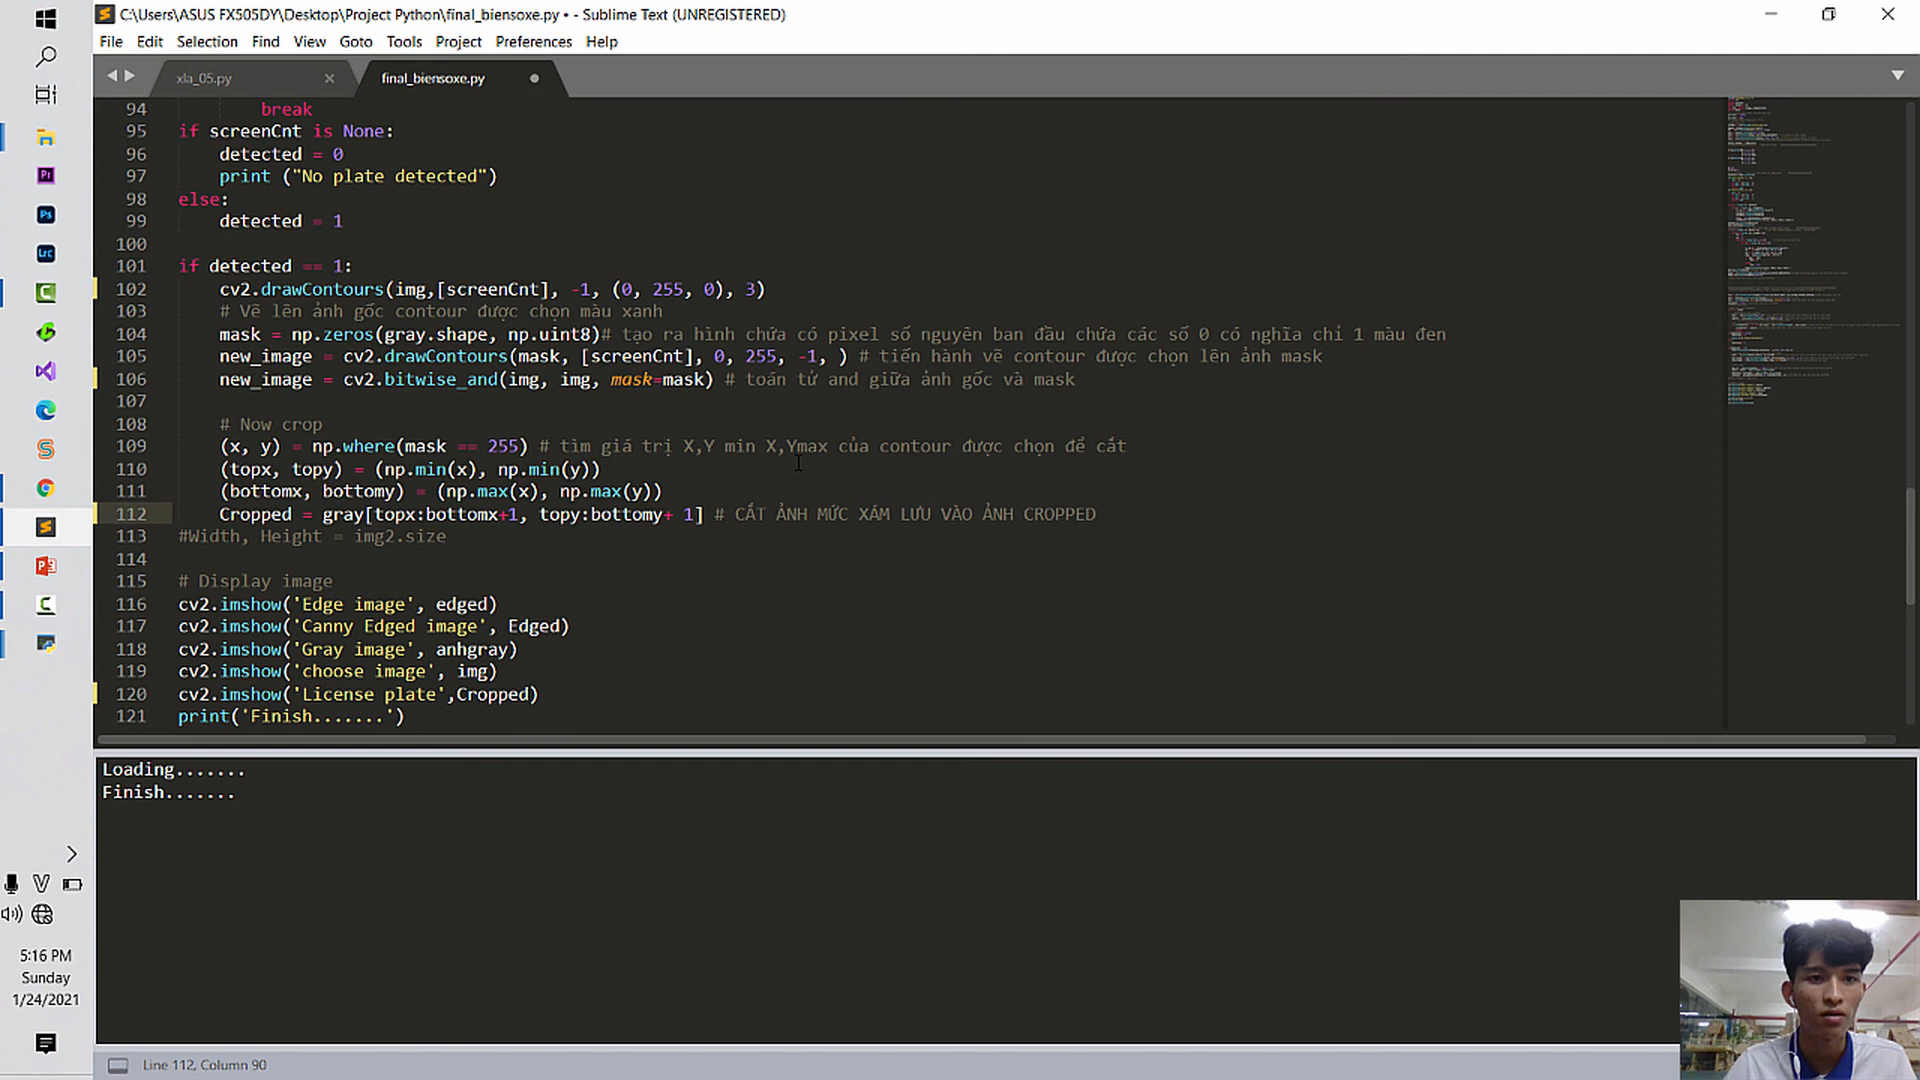 C:\Users\ASUS FX505DY\Desktop\Project Python\final_biensoxe.py • - Sublime Text (UNREGISTERED)
File Edit Selection Find View Goto Tools Project Preferences Help
xla_05.py final_biensoxe.py
94 break
95 if screenCnt is None:
96 detected = 0
97 print ("No plate detected")
98 else:
99 detected = 1
100
101 if detected == 1:
102 cv2.drawContours(img,[screenCnt], -1, (0, 255, 0), 3)
103 # Vẽ lên ảnh gốc contour được chọn màu xanh
104 mask = np.zeros(gray.shape, np.uint8)# tạo ra hình chứa có pixel số nguyên ban đầu chứa các số 0 có nghĩa chỉ 1 màu đen
105 new_image = cv2.drawContours(mask, [screenCnt], 0, 255, -1, ) # tiến hành vẽ contour được chọn lên ảnh mask
106 new_image = cv2.bitwise_and(img, img, mask=mask) # toán tử and giữa ảnh gốc và mask
107
108 # Now crop
109 (x, y) = np.where(mask == 255) # tìm giá trị X,Y min X,Ymax của contour được chọn để cắt
110 (topx, topy) = (np.min(x), np.min(y))
111 (bottomx, bottomy) = (np.max(x), np.max(y))
112 Cropped = gray[topx:bottomx+1, topy:bottomy+ 1] # CẮT ẢNH MỨC XÁM LƯU VÀO ẢNH CROPPED
113 #Width, Height = img2.size
114
115 # Display image
116 cv2.imshow('Edge image', edged)
117 cv2.imshow('Canny Edged image', Edged)
118 cv2.imshow('Gray image', anhgray)
119 cv2.imshow('choose image', img)
120 cv2.imshow('License plate',Cropped)
121 print('Finish.......')
Loading.......
Finish.......
5:16 PM
Sunday
1/24/2021
Line 112, Column 90